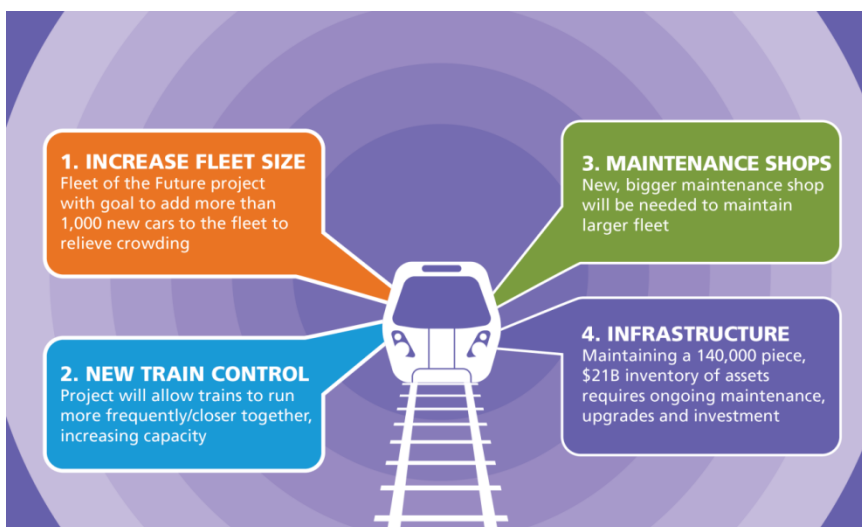 1. INCREASE FLEET SIZE
Fleet of the Future project
with goal to add more than
1,000 new cars to the fleet to
relieve crowding
2. NEW TRAIN CONTROL
Project will allow trains to run
more frequently/closer together,
increasing capacity
3. MAINTENANCE SHOPS
New, bigger maintenance shop
will be needed to maintain
larger fleet
4. INFRASTRUCTURE
Maintaining a 140,000 piece,
$21B inventory of assets
requires ongoing maintenance,
upgrades and investment